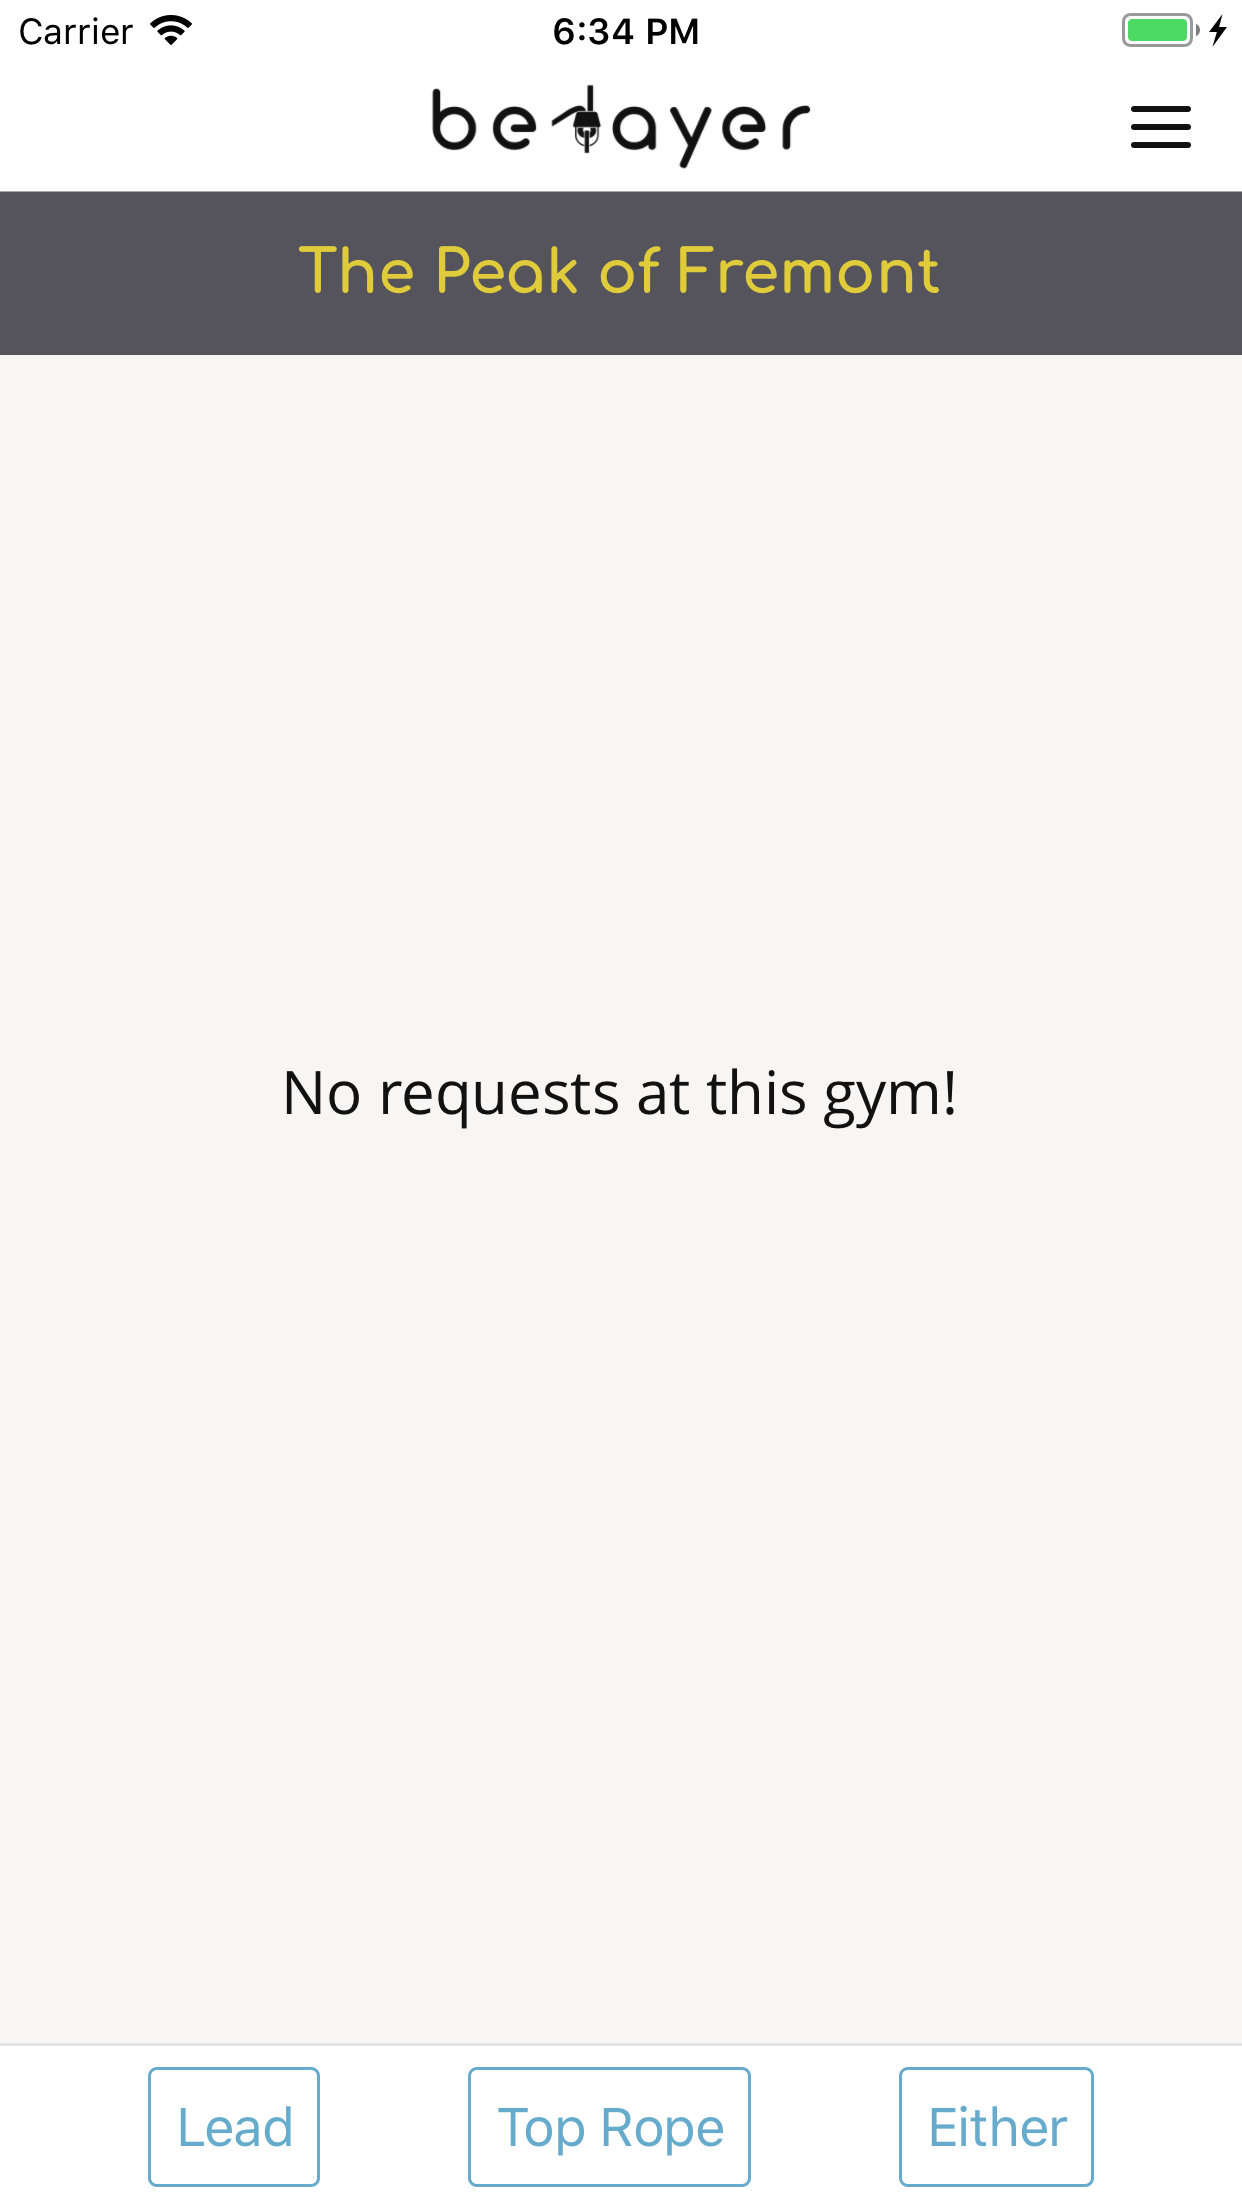 Carrier 6:34 PM
belayer
The Peak of Fremont
No requests at this gym!
Lead Top Rope Either